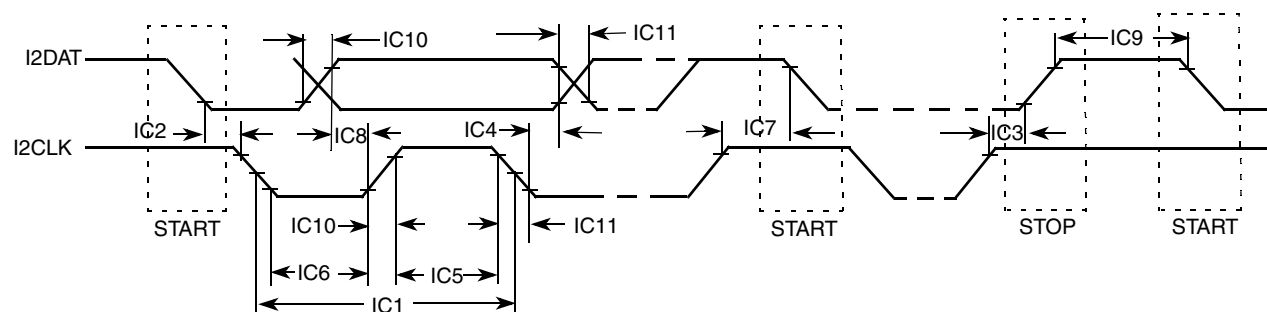 IC10
IC11
IC9
I2DAT
IC2
IC8
IC4
IC7
IC3
I2CLK
START
IC10
IC11
START
STOP
START
IC6
IC5
IC1